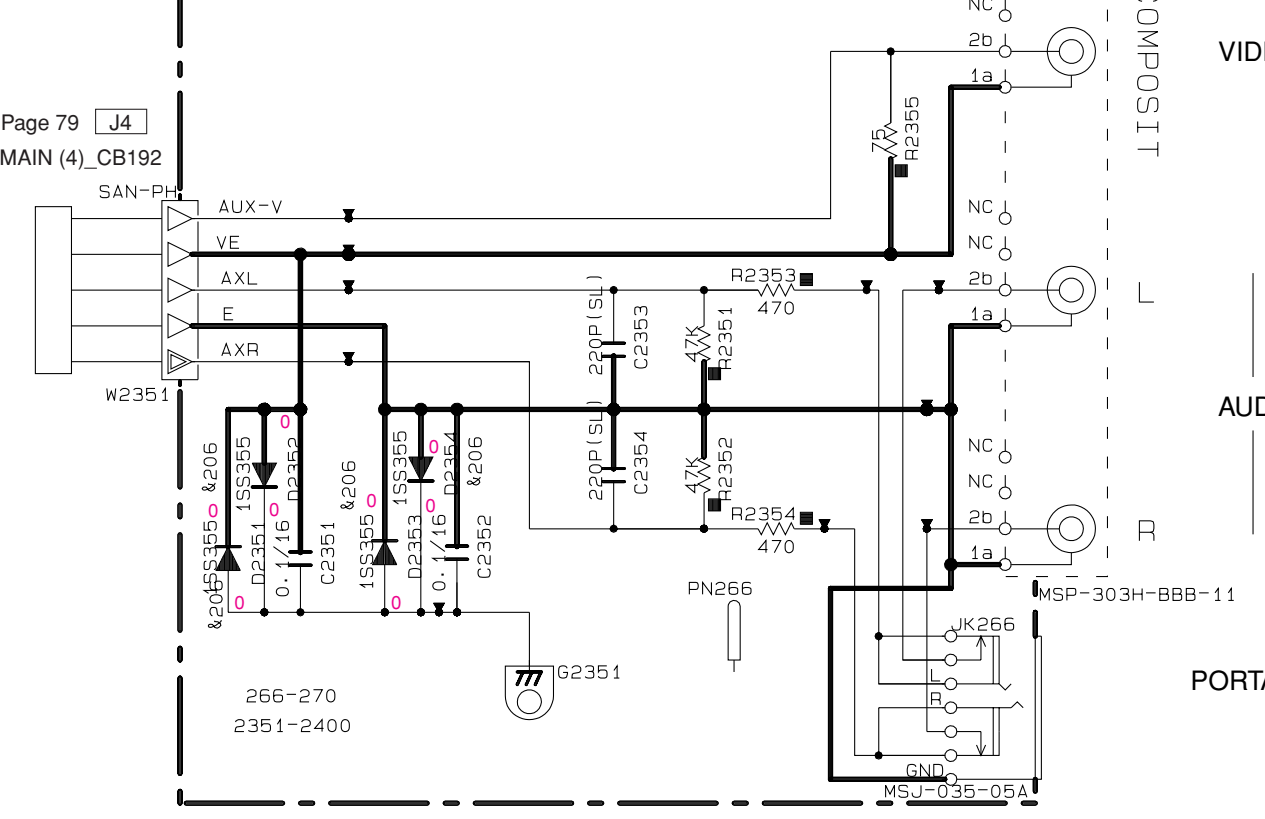 NC
2b
1a
COMPOSIT
VID
Page 79 J4
MAIN (4)_CB192
SAN-PH
75
R2355
AUX-V
VE
AXL
E
AXR
W2351
NC
NC
2b
1a
L
R2353
470
220P(SL)
C2353
47K
R2351
220P(SL)
C2354
47K
R2352
R2354
470
AUD
NC
NC
2b
1a
R
0
&206
1SS355
D2352
0
0
1SS355
D2351
&206
0
0.1/16
C2351
&206
0
1SS355
D2353
0
1SS355
D2354
0
0
&206
0.1/16
C2352
PN266
MSP-303H-BBB-11
JK266
L
R
GND
MSJ-035-05A
G2351
266-270
2351-2400
PORTA